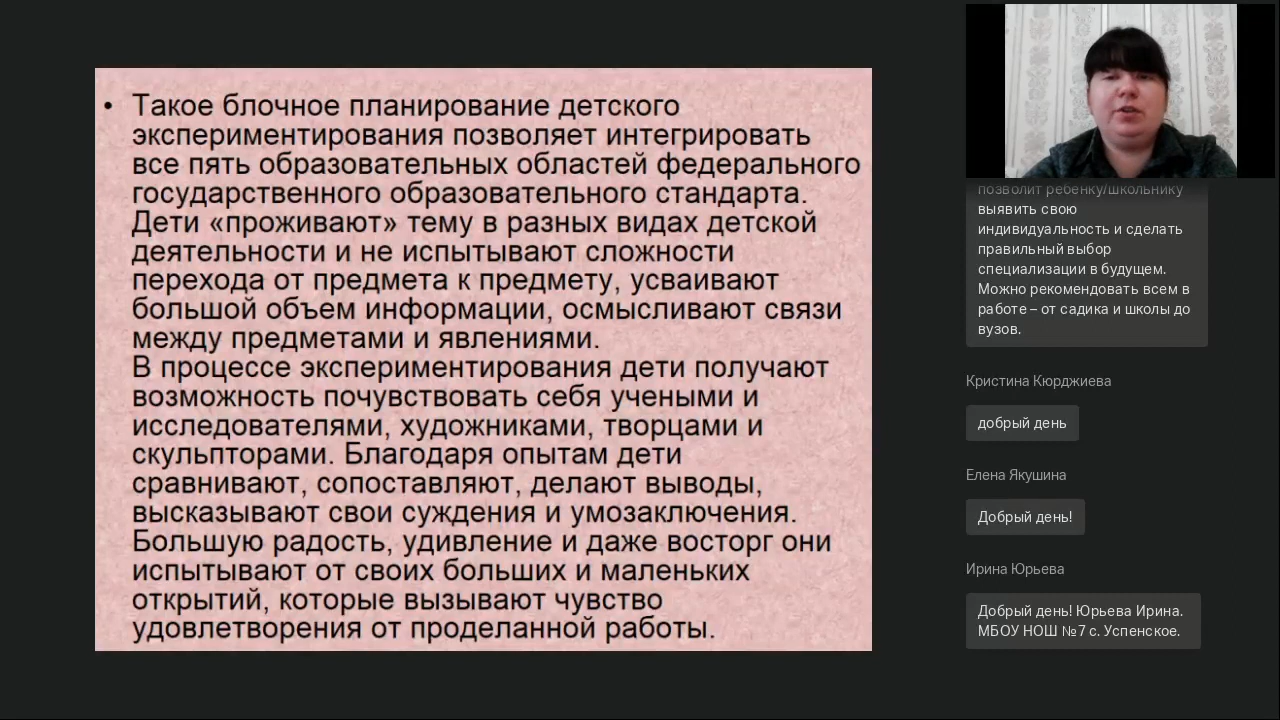 • Такое блочное планирование детского
экспериментирования позволяет интегрировать
все пять образовательных областей федерального
государственного образовательного стандарта.
Дети «проживают» тему в разных видах детской
деятельности и не испытывают сложности
перехода от предмета к предмету, усваивают
большой объем информации, осмысливают связи
между предметами и явлениями.
В процессе экспериментирования дети получают
возможность почувствовать себя учеными и
исследователями, художниками, творцами и
скульпторами. Благодаря опытам дети
сравнивают, сопоставляют, делают выводы,
высказывают свои суждения и умозаключения.
Большую радость, удивление и даже восторг они
испытывают от своих больших и маленьких
открытий, которые вызывают чувство
удовлетворения от проделанной работы.
позволит ребенку/школьнику
выявить свою
индивидуальность и сделать
правильный выбор
специализации в будущем.
Можно рекомендовать всем в
работе – от садика и школы до
вузов.
Кристина Кюрджиева
добрый день
Елена Якушина
Добрый день!
Ирина Юрьева
Добрый день! Юрьева Ирина.
МБОУ НОШ №7 с. Успенское.